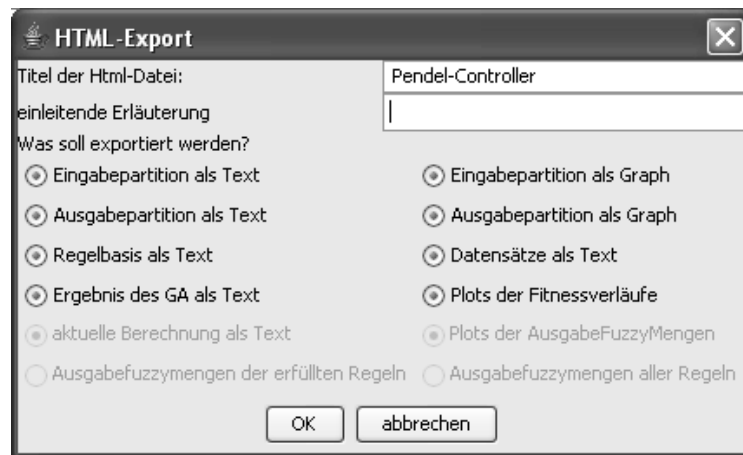 HTML-Export
Titel der Html-Datei: Pendel-Controller
einleitende Erläuterung
Was soll exportiert werden?
Eingabepartition als Text Eingabepartition als Graph
Ausgabepartition als Text Ausgabepartition als Graph
Regelbasis als Text Datensätze als Text
Ergebnis des GA als Text Plots der Fitnessverläufe
aktuelle Berechnung als Text Plots der AusgabeFuzzyMengen
Ausgabefuzzymengen der erfüllten Regeln Ausgabefuzzymengen aller Regeln
OK abbrechen